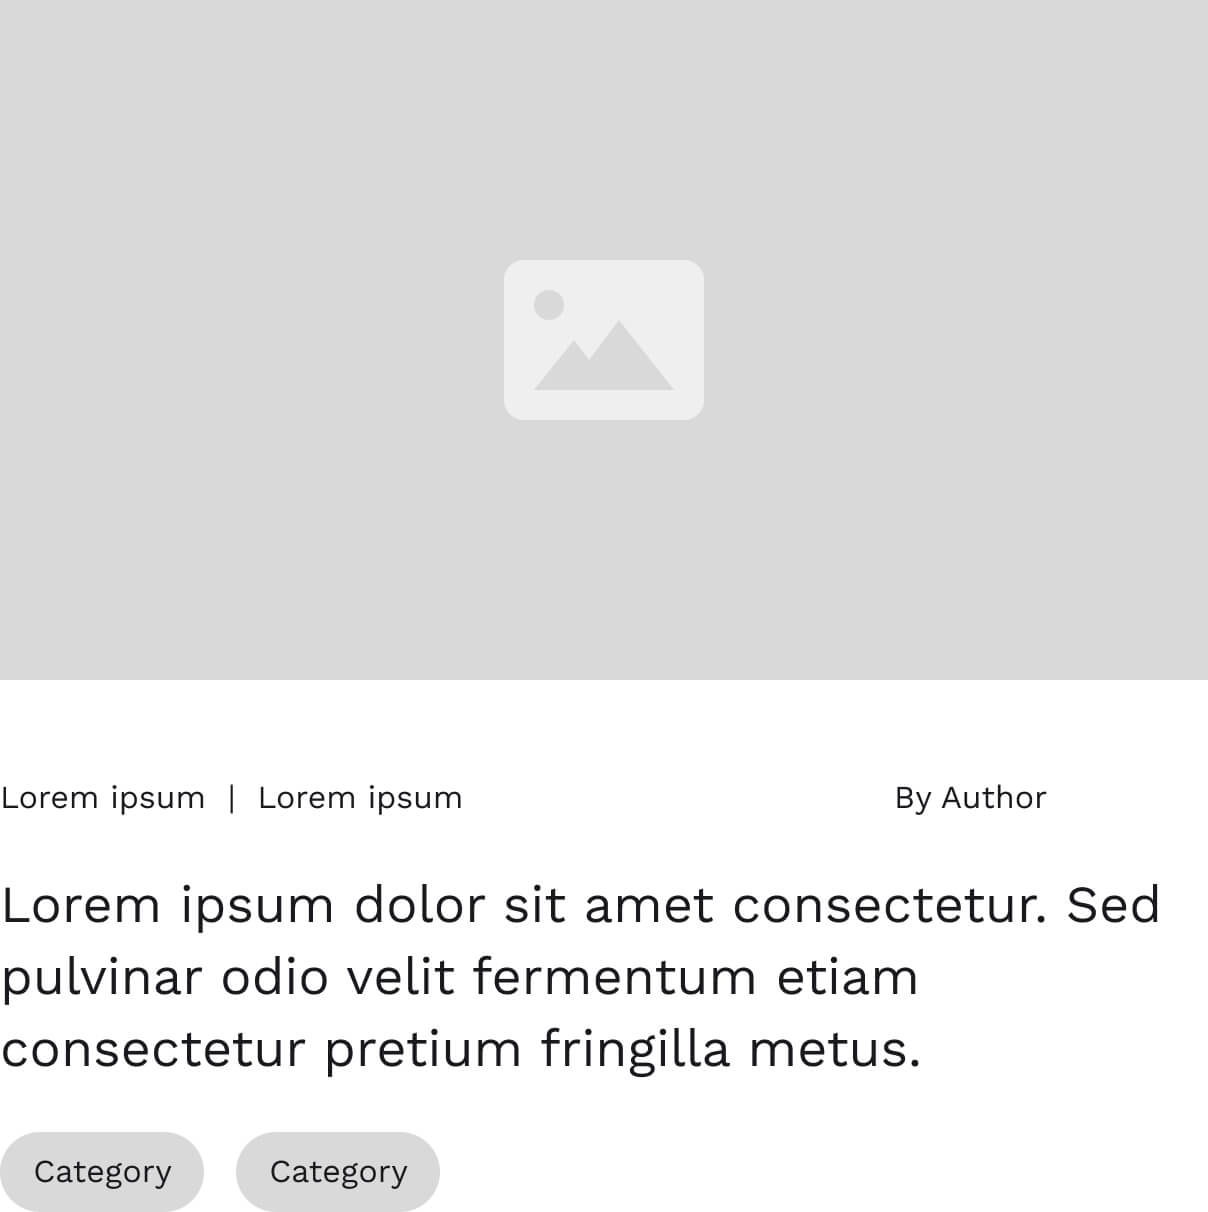 Lorem ipsum | Lorem ipsum By Author
Lorem ipsum dolor sit amet consectetur. Sed
pulvinar odio velit fermentum etiam
consectetur pretium fringilla metus.
Category Category